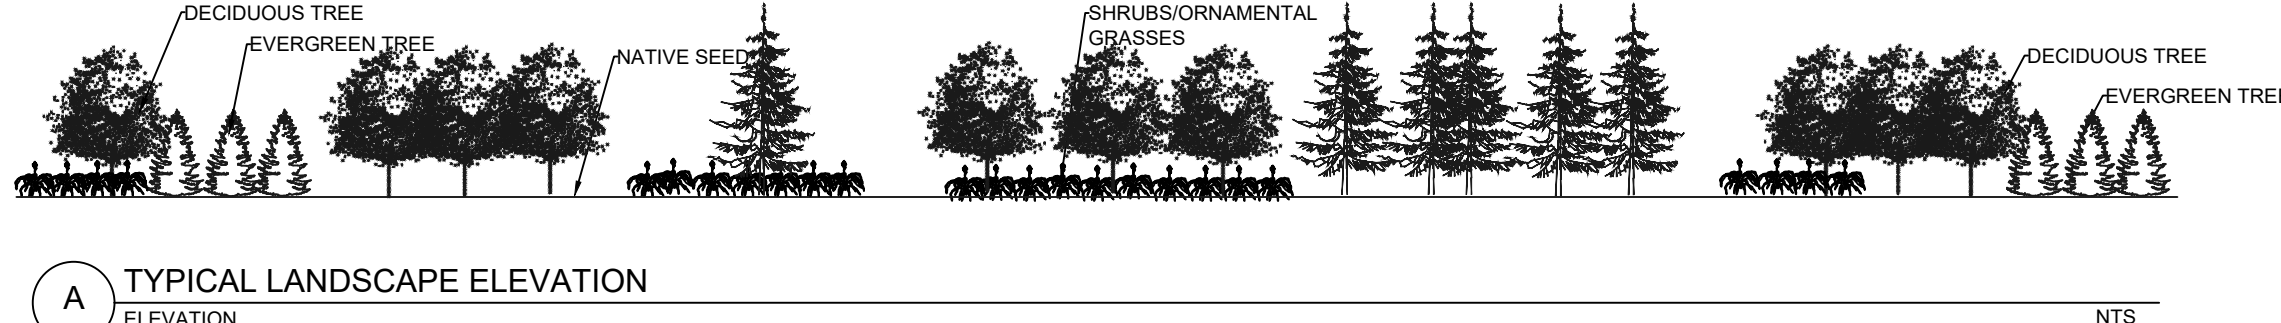 DECIDUOUS TREE
EVERGREEN TREE
NATIVE SEED
SHRUBS/ORNAMENTAL
GRASSES
DECIDUOUS TREE
EVERGREEN TREE
A
TYPICAL LANDSCAPE ELEVATION
ELEVATION
NTS